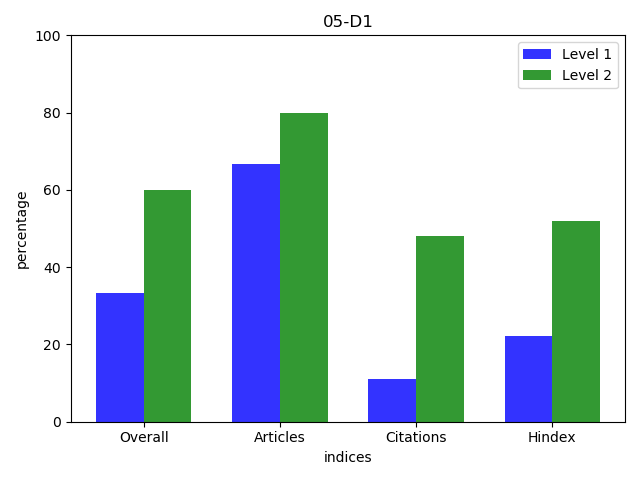 05-D1
100
80
60
40
20
0
percentage
Level 1
Level 2
Overall Articles Citations Hindex
indices